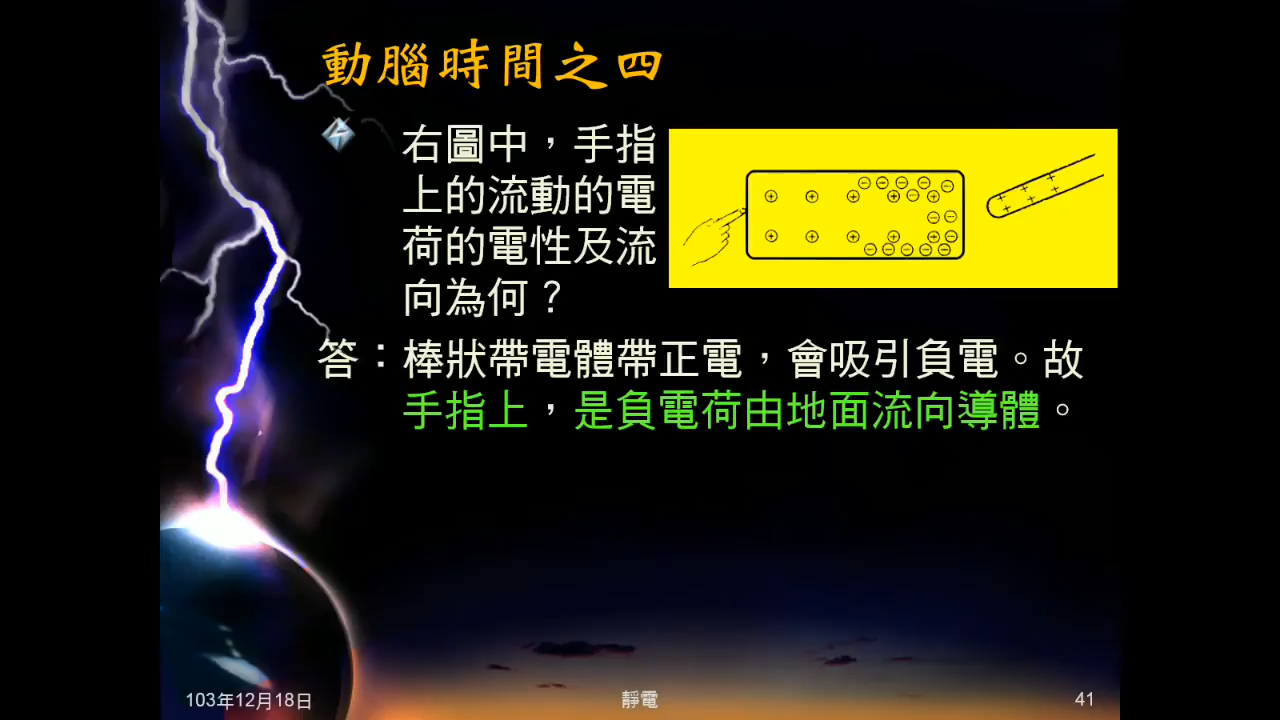 動腦時間之四
右圖中，手指
上的流動的電
荷的電性及流
向為何？
答：棒狀帶電體帶正電，會吸引負電。故
手指上，是負電荷由地面流向導體。
103年12月18日
靜電
41